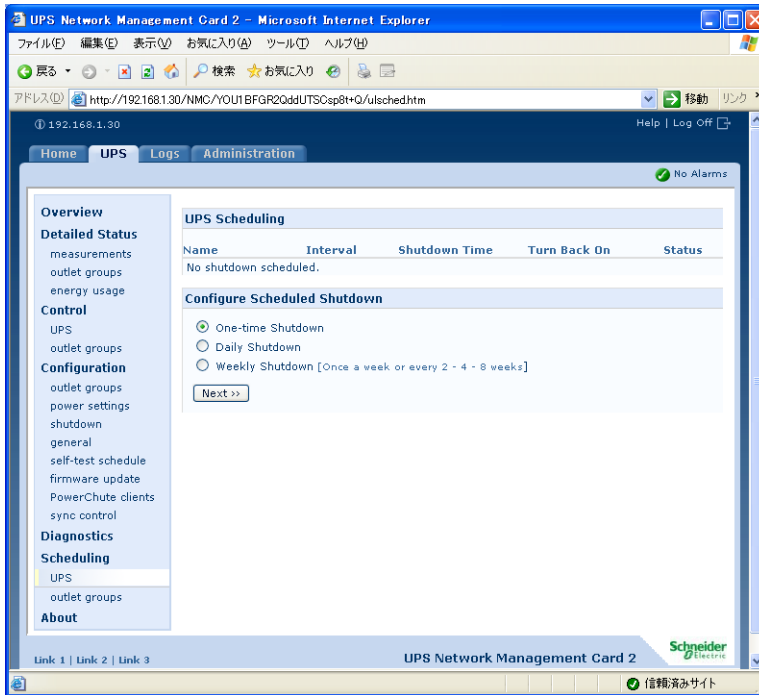 UPS Network Management Card 2 - Microsoft Internet Explorer
ファイル(F) 編集(E) 表示(V) お気に入り(A) ツール(T) ヘルプ(H)
戻る 検索 お気に入り
アドレス(D) http://192.168.1.30/NMC/YOU1BFGR2QddUTSCsp8t+Q/ulsched.htm 移動 リンク »
192.168.1.30 Help | Log Off
Home UPS Logs Administration
No Alarms
Overview
Detailed Status
measurements
outlet groups
energy usage
Control
UPS
outlet groups
Configuration
outlet groups
power settings
shutdown
general
self-test schedule
firmware update
PowerChute clients
sync control
Diagnostics
Scheduling
UPS
outlet groups
About
UPS Scheduling
Name Interval Shutdown Time Turn Back On Status
No shutdown scheduled.
Configure Scheduled Shutdown
One-time Shutdown
Daily Shutdown
Weekly Shutdown [Once a week or every 2 - 4 - 8 weeks]
Next >>
Link 1 | Link 2 | Link 3
UPS Network Management Card 2
Schneider
Electric
信頼済みサイト